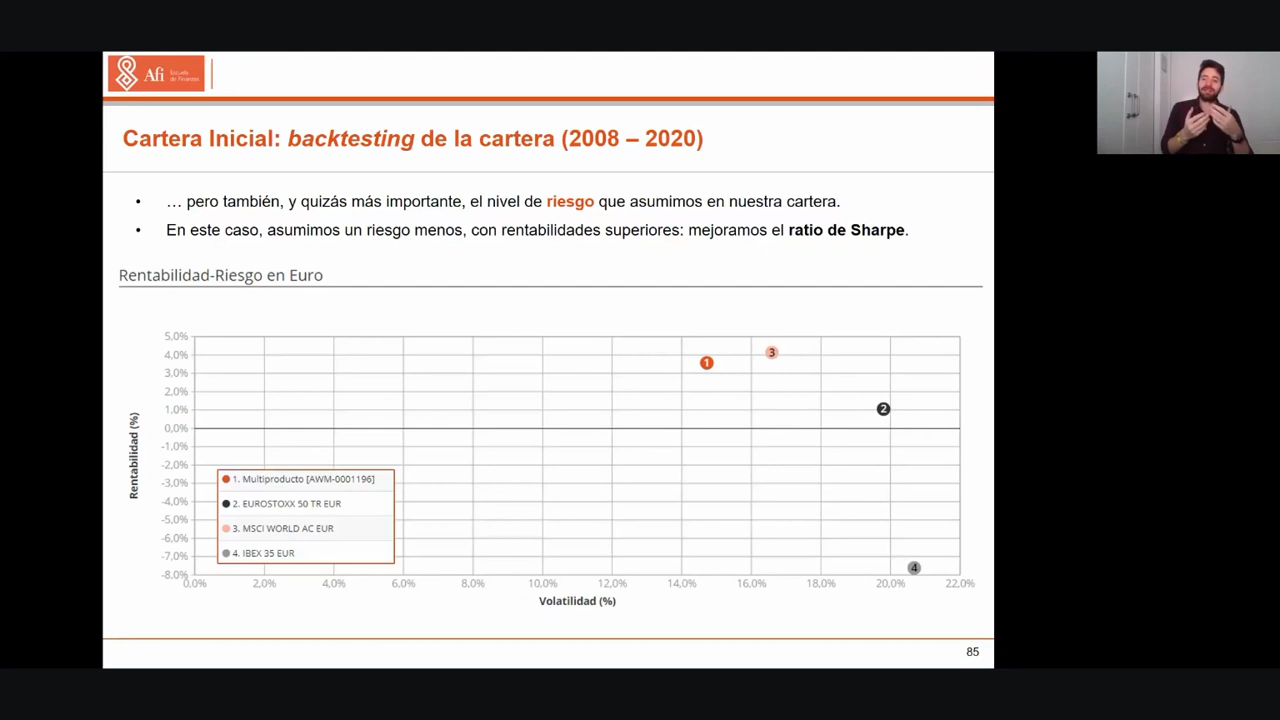 Afi Escuela de Finanzas
Cartera Inicial: backtesting de la cartera (2008 – 2020)
• … pero también, y quizás más importante, el nivel de riesgo que asumimos en nuestra cartera.
• En este caso, asumimos un riesgo menos, con rentabilidades superiores: mejoramos el ratio de Sharpe.
Rentabilidad-Riesgo en Euro
5,0%
4,0%
3,0%
2,0%
1,0%
0,0%
-1,0%
-2,0%
-3,0%
-4,0%
-5,0%
-6,0%
-7,0%
-8,0%
Rentabilidad (%)
1
3
2
4
1. Multiproducto [AWM-0001196]
2. EUROSTOXX 50 TR EUR
3. MSCI WORLD AC EUR
4. IBEX 35 EUR
0,0% 2,0% 4,0% 6,0% 8,0% 10,0% 12,0% 14,0% 16,0% 18,0% 20,0% 22,0%
Volatilidad (%)
85